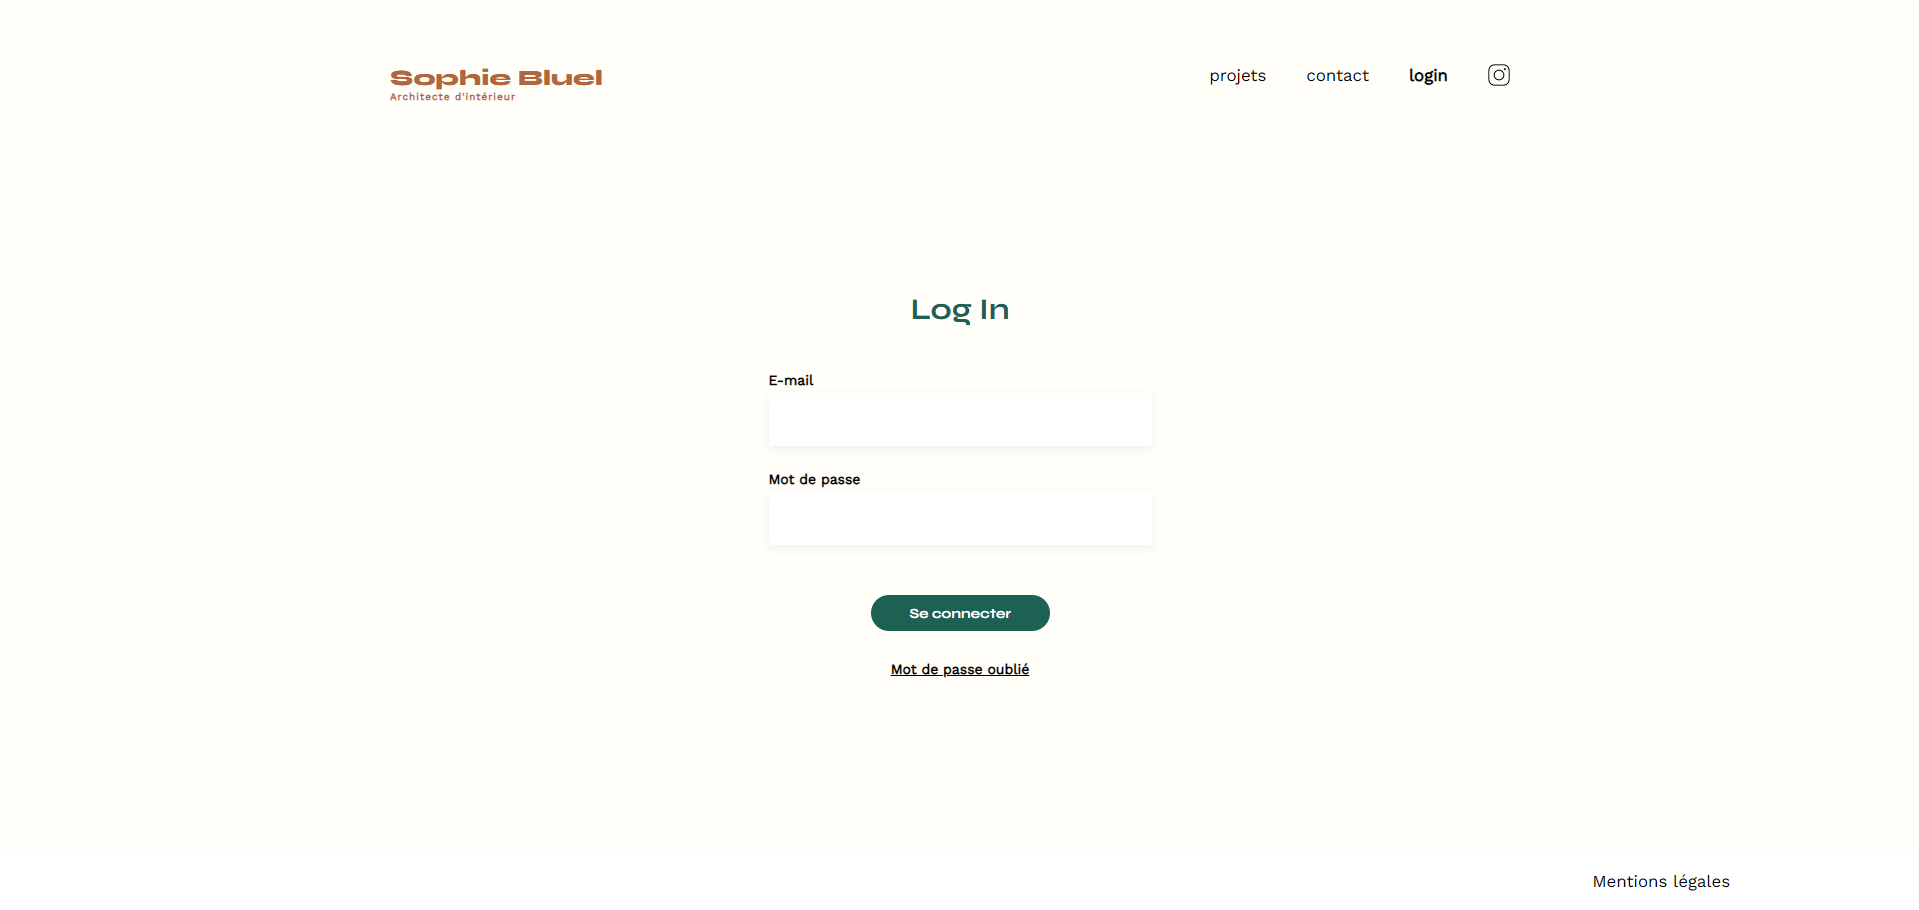 Sophie Bluel
Architecte d'intérieur
projets contact login
Log In
E-mail
Mot de passe
Se connecter
Mot de passe oublié
Mentions légales